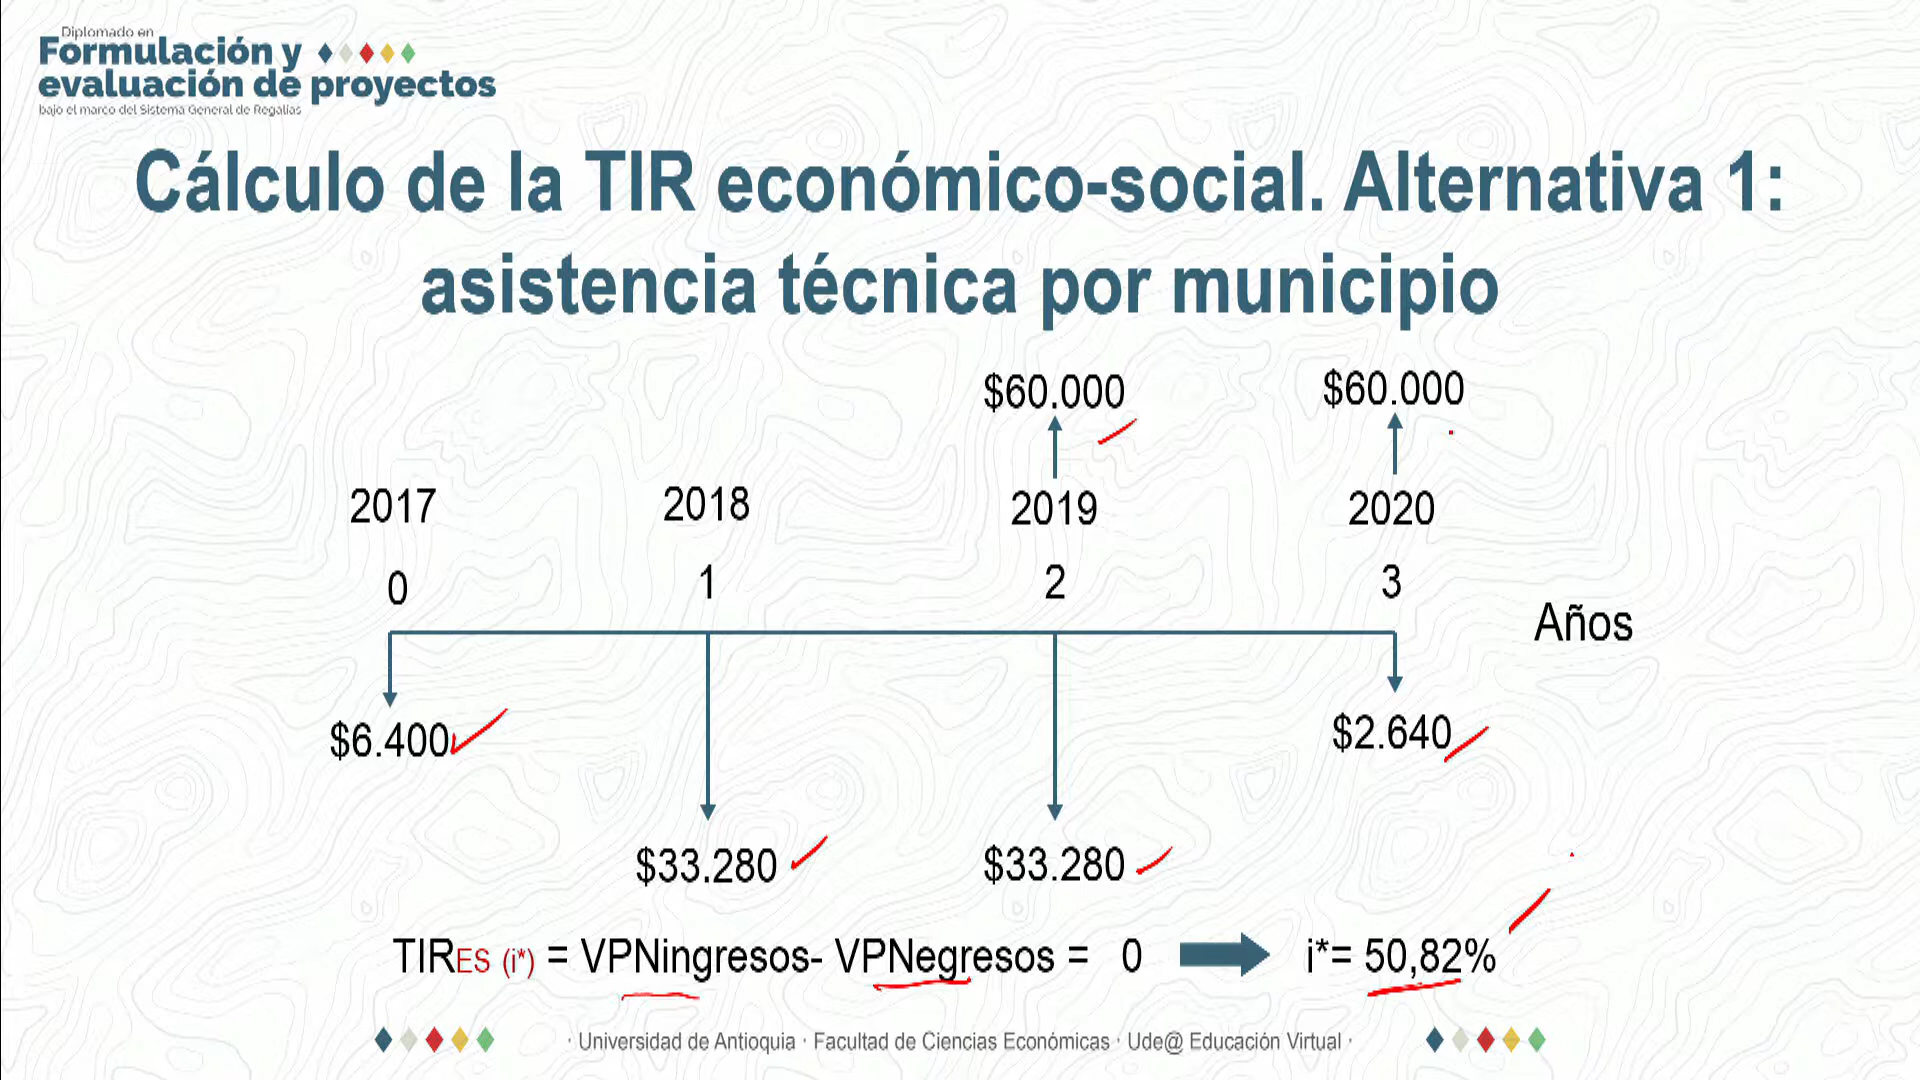 Diplomado en
Formulación y
evaluación de proyectos
bajo el marco del Sistema General de Regalías
Cálculo de la TIR económico-social. Alternativa 1:
asistencia técnica por municipio
$60.000 $60.000
2017 2018 2019 2020
0 1 2 3
Años
$6.400 $2.640
$33.280 $33.280
TIRES (i*) = VPNingresos- VPNegresos = 0 i*= 50,82%
· Universidad de Antioquia · Facultad de Ciencias Económicas · Ude@ Educación Virtual ·